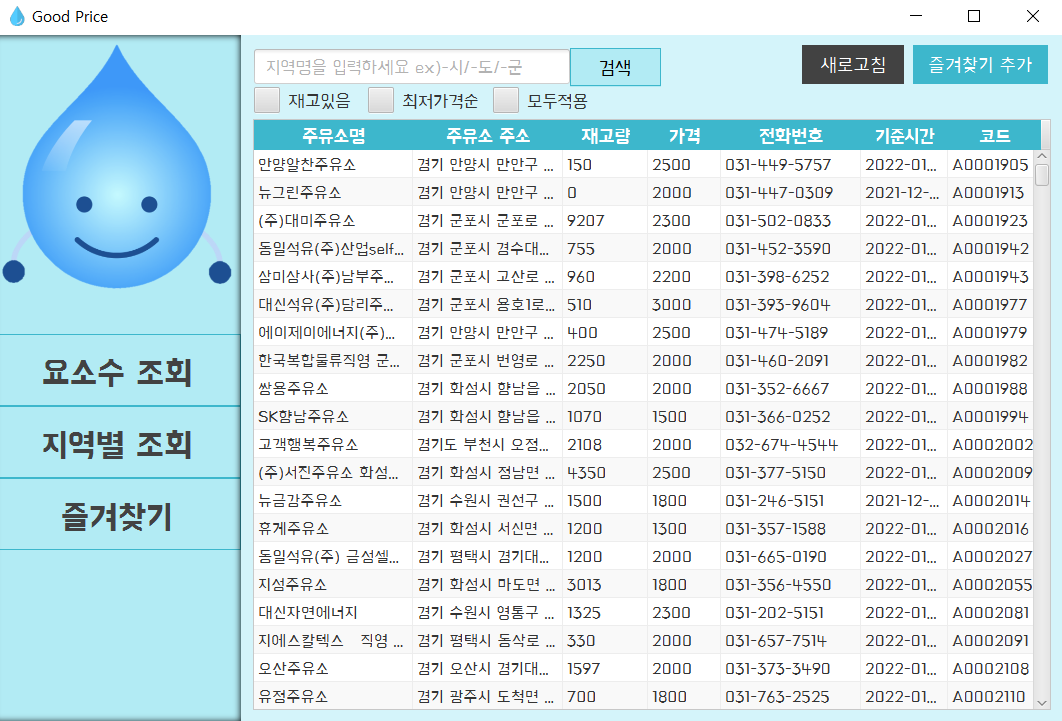 Good Price
지역명을 입력하세요 ex)-시/-도/-군
검색
새로고침
즐겨찾기 추가
재고있음
최저가격순
모두적용
요소수 조회
지역별 조회
즐겨찾기
주유소명 주유소 주소 재고량 가격 전화번호 기준시간 코드
안양알찬주유소 경기 안양시 만안구 ... 150 2500 031-449-5757 2022-01... A0001905
뉴그린주유소 경기 안양시 만안구 ... 0 2000 031-447-0309 2021-12-... A0001913
(주)대미주유소 경기 군포시 군포로 ... 9207 2300 031-502-0833 2022-01... A0001923
동일석유(주)산업self... 경기 군포시 경수대... 755 2000 031-452-3590 2022-01... A0001942
삼미상사(주)남부주... 경기 군포시 고산로 ... 960 2200 031-398-6252 2022-01... A0001943
대신석유(주)당리주... 경기 군포시 용호1로... 510 3000 031-393-9604 2022-01... A0001977
에이제이에너지(주)... 경기 안양시 만안구 ... 400 2500 031-474-5189 2022-01... A0001979
한국복합물류직영 군... 경기 군포시 번영로 ... 2250 2000 031-460-2091 2022-01... A0001982
쌍용주유소 경기 화성시 향남읍 ... 2050 2000 031-352-6667 2022-01... A0001988
SK향남주유소 경기 화성시 향남읍 ... 1070 1500 031-366-0252 2022-01... A0001994
고객행복주유소 경기도 부천시 오정... 2108 2000 032-674-4544 2022-01... A0002002
(주)서진주유소 화성... 경기 화성시 정남면 ... 4350 2500 031-377-5150 2022-01... A0002009
뉴금강주유소 경기 수원시 권선구 ... 1500 1800 031-246-5151 2021-12-... A0002014
휴게주유소 경기 화성시 서신면 ... 1200 1300 031-357-1588 2022-01... A0002016
동일석유(주) 금성셀... 경기 평택시 경기대... 1200 2000 031-665-0190 2022-01... A0002027
지성주유소 경기 화성시 마도면 ... 3013 1800 031-356-4550 2022-01... A0002055
대신자연에너지 경기 수원시 영통구 ... 1325 2300 031-202-5151 2022-01... A0002081
지에스칼텍스 직영 ... 경기 평택시 동삭로 ... 330 2000 031-657-7514 2022-01... A0002091
오산주유소 경기 오산시 경기대... 1597 2000 031-373-3490 2022-01... A0002108
유정주유소 경기 광주시 도척면 ... 700 1800 031-763-2525 2022-01... A0002110